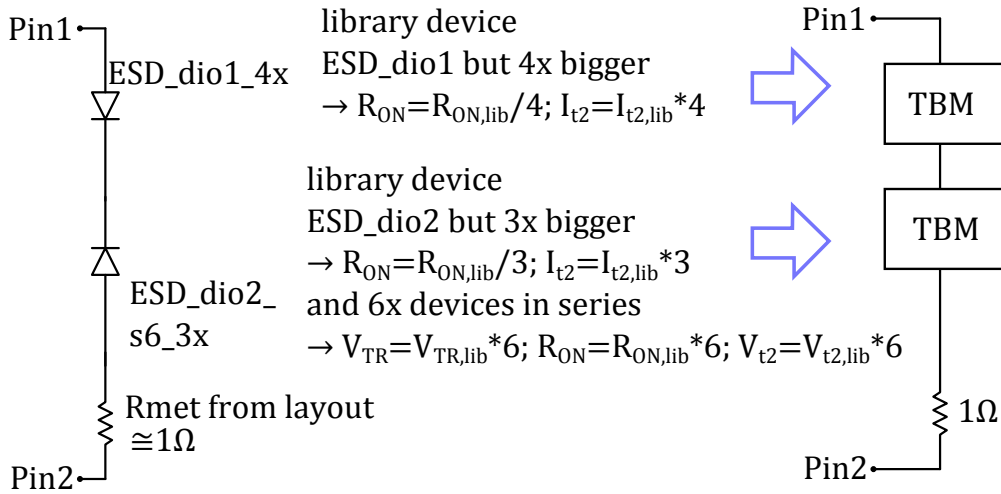 Pin1
ESD_dio1_4x
library device
ESD_dio1 but 4x bigger
→ R_ON=R_ON,lib/4; I_t2=I_t2,lib*4
library device
ESD_dio2 but 3x bigger
→ R_ON=R_ON,lib/3; I_t2=I_t2,lib*3
and 6x devices in series
→ V_TR=V_TR,lib*6; R_ON=R_ON,lib*6; V_t2=V_t2,lib*6
ESD_dio2_
s6_3x
Rmet from layout
≅1Ω
Pin2
Pin1
TBM
TBM
1Ω
Pin2